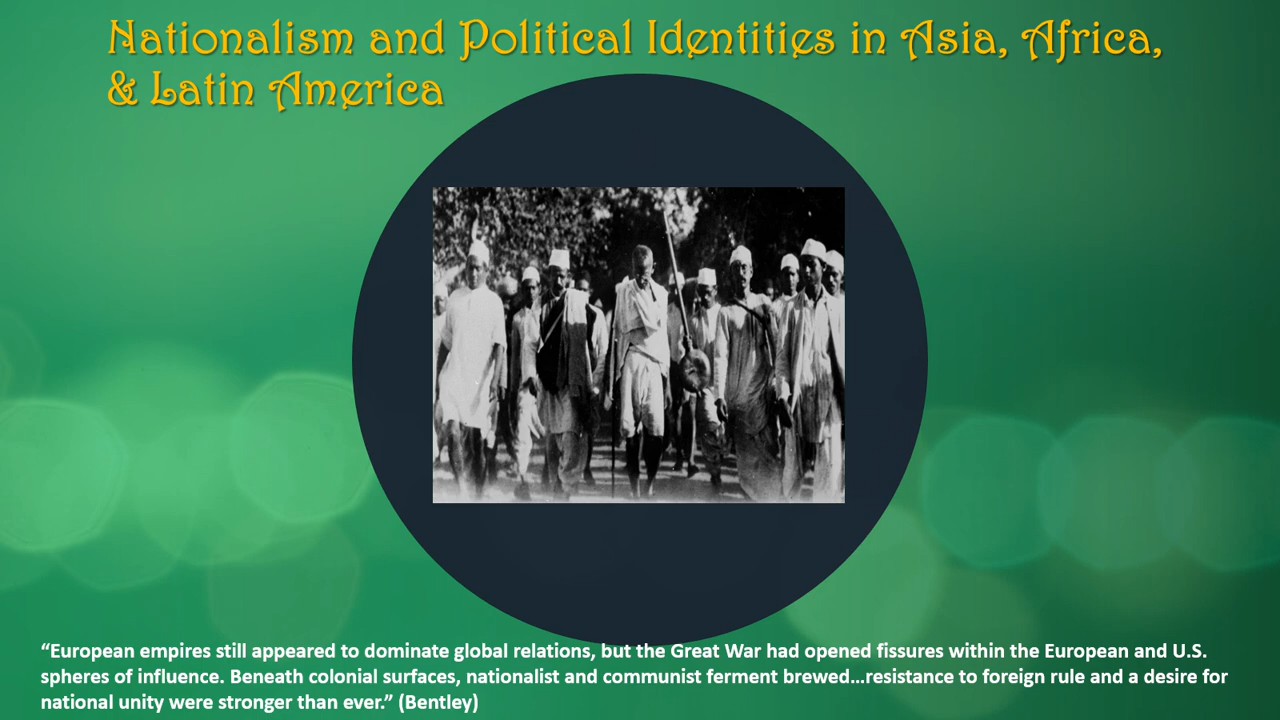 Nationalism and Political Identities in Asia, Africa,
& Latin America
“European empires still appeared to dominate global relations, but the Great War had opened fissures within the European and U.S.
spheres of influence. Beneath colonial surfaces, nationalist and communist ferment brewed…resistance to foreign rule and a desire for
national unity were stronger than ever.” (Bentley)